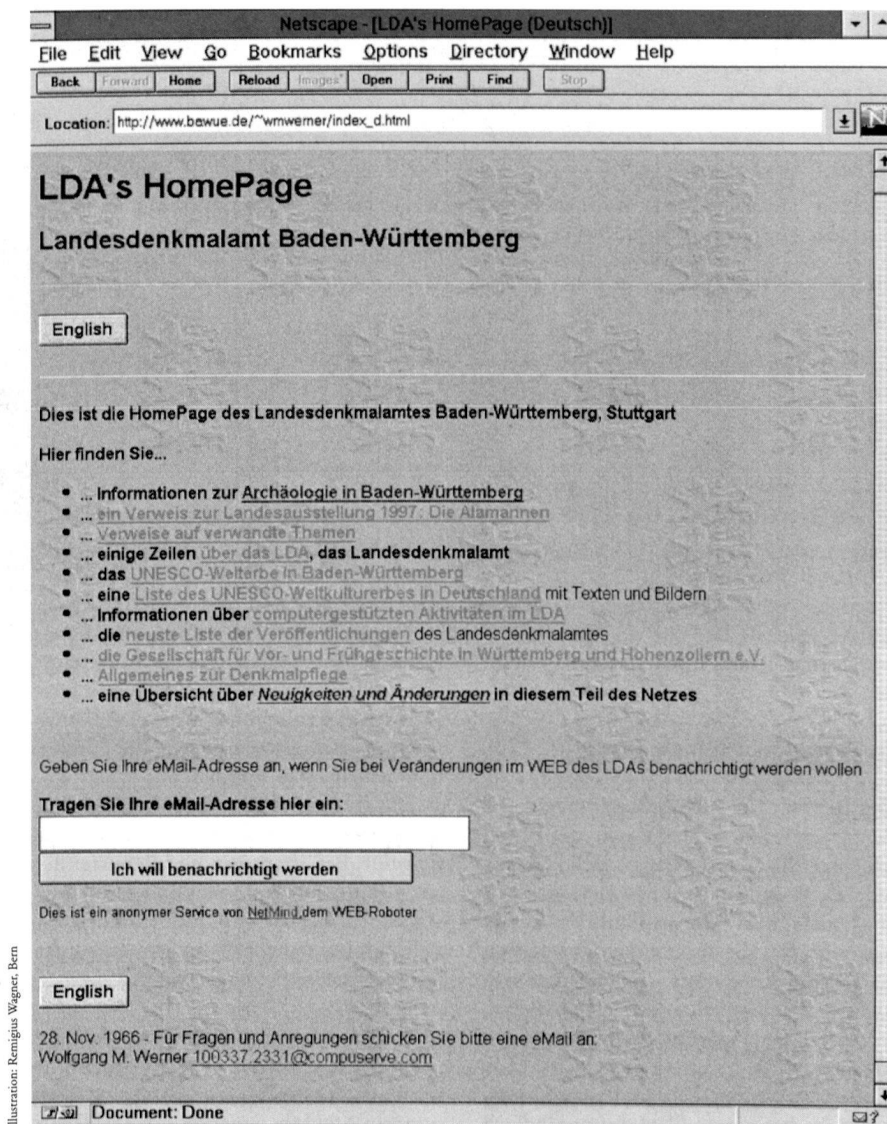 Netscape - [LDA's HomePage (Deutsch)]
File Edit View Go Bookmarks Options Directory Window Help
Back Forward Home Reload Images Open Print Find Stop
Location: http://www.bawue.de/~wmwerner/index_d.html
N
LDA's HomePage
Landesdenkmalamt Baden-Württemberg
English
Dies ist die HomePage des Landesdenkmalamtes Baden-Württemberg, Stuttgart
Hier finden Sie...
• ... Informationen zur Archäologie in Baden-Württemberg
• ... ein Verweis zur Landesausstellung 1997: Die Alamannen
• ... Verweise auf verwandte Themen
• ... einige Zeilen über das LDA, das Landesdenkmalamt
• ... das UNESCO-Welterbe in Baden-Württemberg
• ... eine Liste des UNESCO-Weltkulturerbes in Deutschland mit Texten und Bildern
• ... Informationen über computergestützten Aktivitäten im LDA
• ... die neuste Liste der Veröffentlichungen des Landesdenkmalamtes
• ... die Gesellschaft für Vor- und Frühgeschichte in Württemberg und Hohenzollern e.V.
• ... Allgemeines zur Denkmalpflege
• ... eine Übersicht über Neuigkeiten und Änderungen in diesem Teil des Netzes
Geben Sie Ihre eMail-Adresse an, wenn Sie bei Veränderungen im WEB des LDAs benachrichtigt werden wollen
Tragen Sie Ihre eMail-Adresse hier ein:
Ich will benachrichtigt werden
Dies ist ein anonymer Service von NetMind,dem WEB-Roboter
English
28. Nov. 1966 - Für Fragen und Anregungen schicken Sie bitte eine eMail an:
Wolfgang M. Werner 100337.2331@compuserve.com
Document: Done
Illustration: Remigius Wagner, Bern